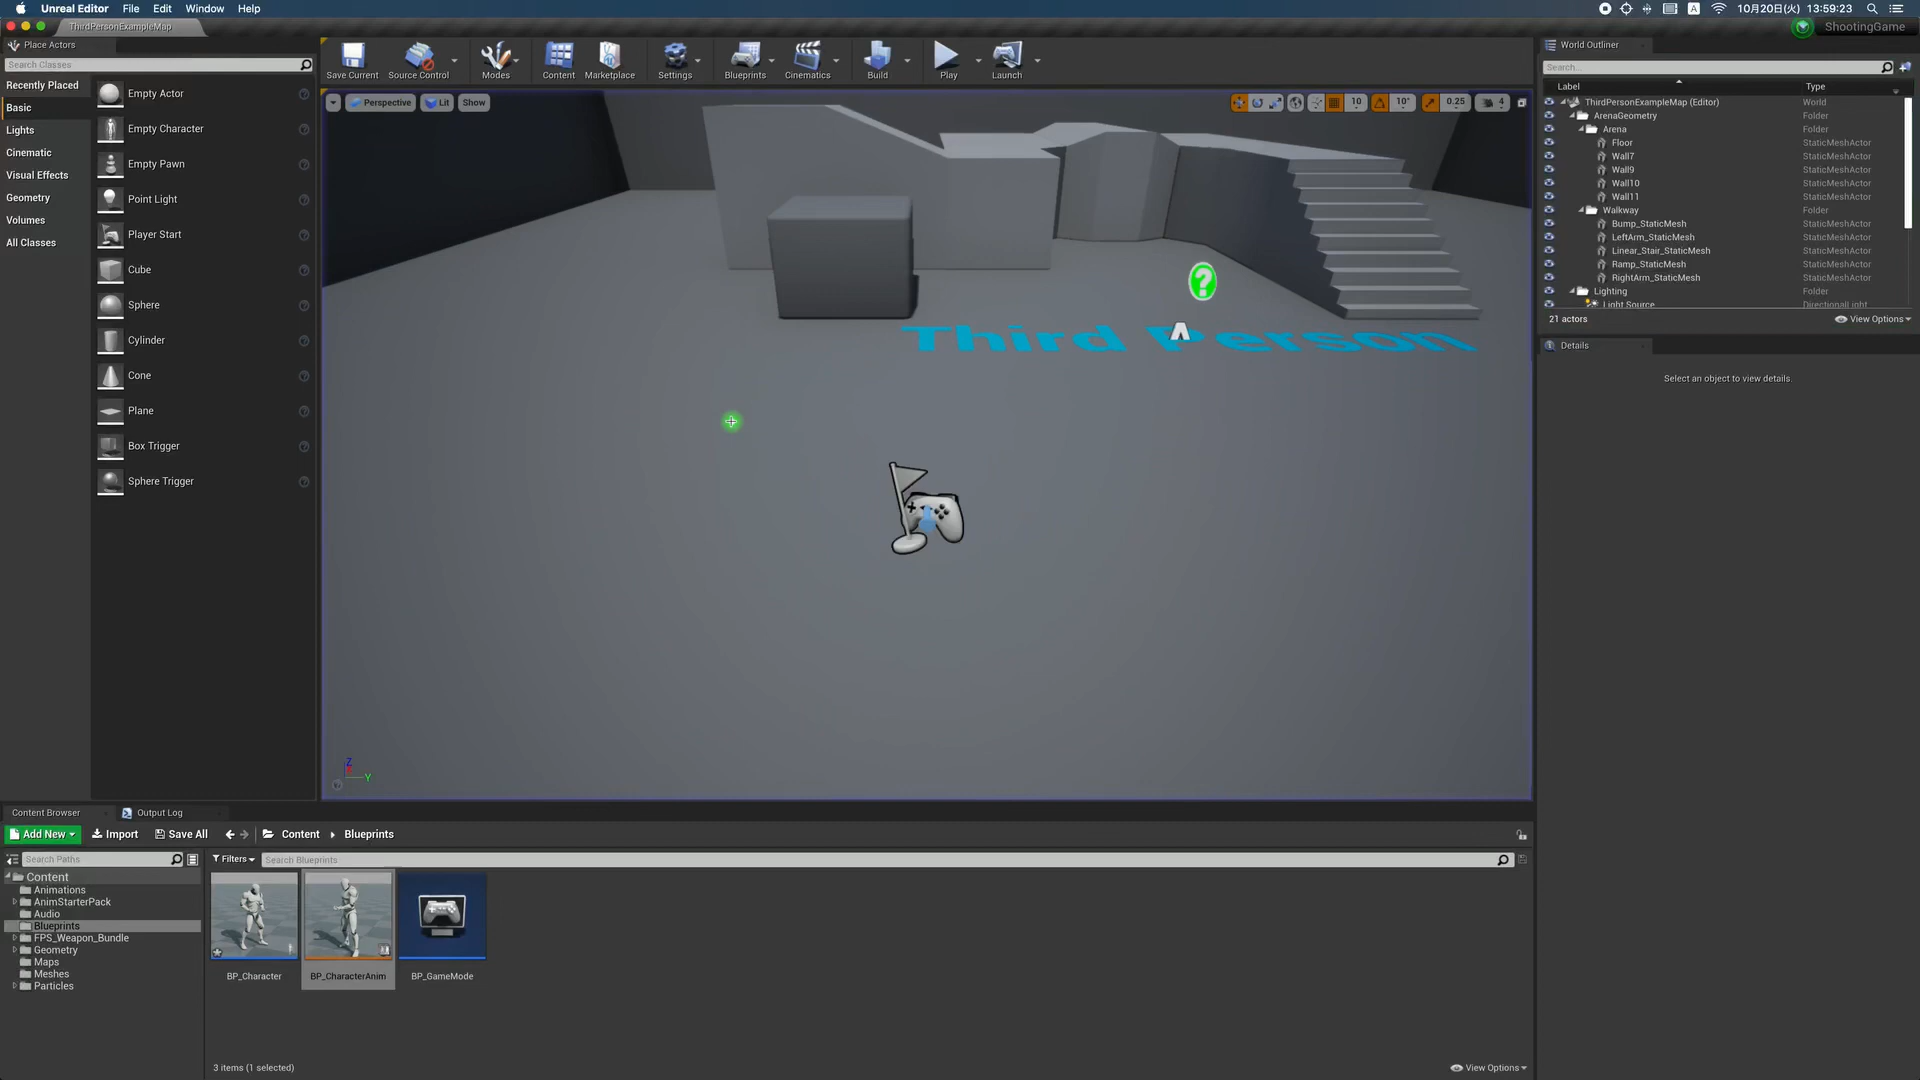 Unreal Editor File Edit Window Help
A 10月20日(火) 13:59:23
ThirdPersonExampleMap
ShootingGame
Place Actors
Search Classes
Recently Placed
Basic
Lights
Cinematic
Visual Effects
Geometry
Volumes
All Classes
Empty Actor
Empty Character
Empty Pawn
Point Light
Player Start
Cube
Sphere
Cylinder
Cone
Plane
Box Trigger
Sphere Trigger
Save Current
Source Control
Modes
Content
Marketplace
Settings
Blueprints
Cinematics
Build
Play
Launch
Perspective
Lit
Show
10
10°
0.25
4
?
Third Person
Z
Y
World Outliner
Search...
Label Type
ThirdPersonExampleMap (Editor) World
ArenaGeometry Folder
Arena Folder
Floor StaticMeshActor
Wall7 StaticMeshActor
Wall9 StaticMeshActor
Wall10 StaticMeshActor
Wall11 StaticMeshActor
Walkway Folder
Bump_StaticMesh StaticMeshActor
LeftArm_StaticMesh StaticMeshActor
Linear_Stair_StaticMesh StaticMeshActor
Ramp_StaticMesh StaticMeshActor
RightArm_StaticMesh StaticMeshActor
Lighting Folder
Light Source DirectionalLight
21 actors
View Options
Details
Select an object to view details.
Content Browser
Output Log
Add New
Import
Save All
Content
Blueprints
Search Paths
Filters
Search Blueprints
Content
Animations
AnimStarterPack
Audio
Blueprints
FPS_Weapon_Bundle
Geometry
Maps
Meshes
Particles
BP_Character
BP_CharacterAnim
BP_GameMode
3 items (1 selected)
View Options